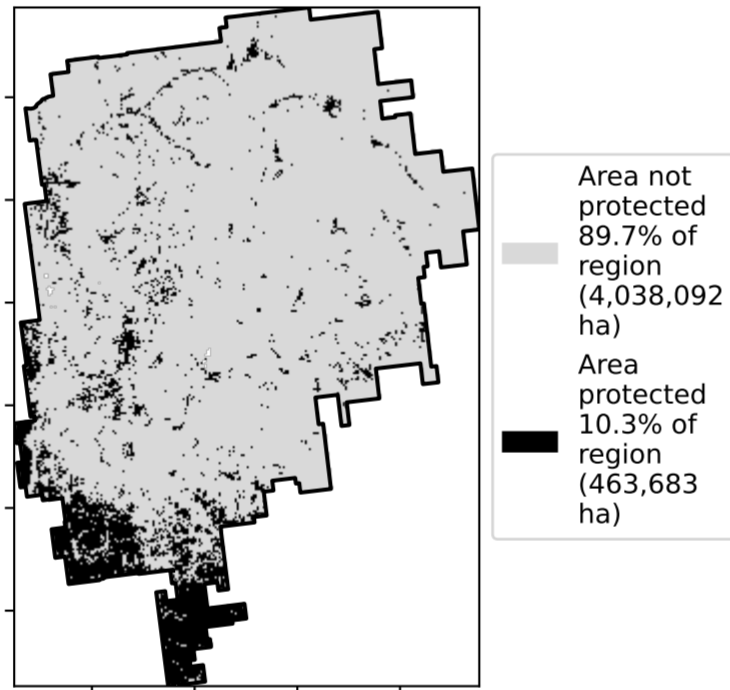 Area not
protected
89.7% of
region
(4,038,092
ha)
Area
protected
10.3% of
region
(463,683
ha)